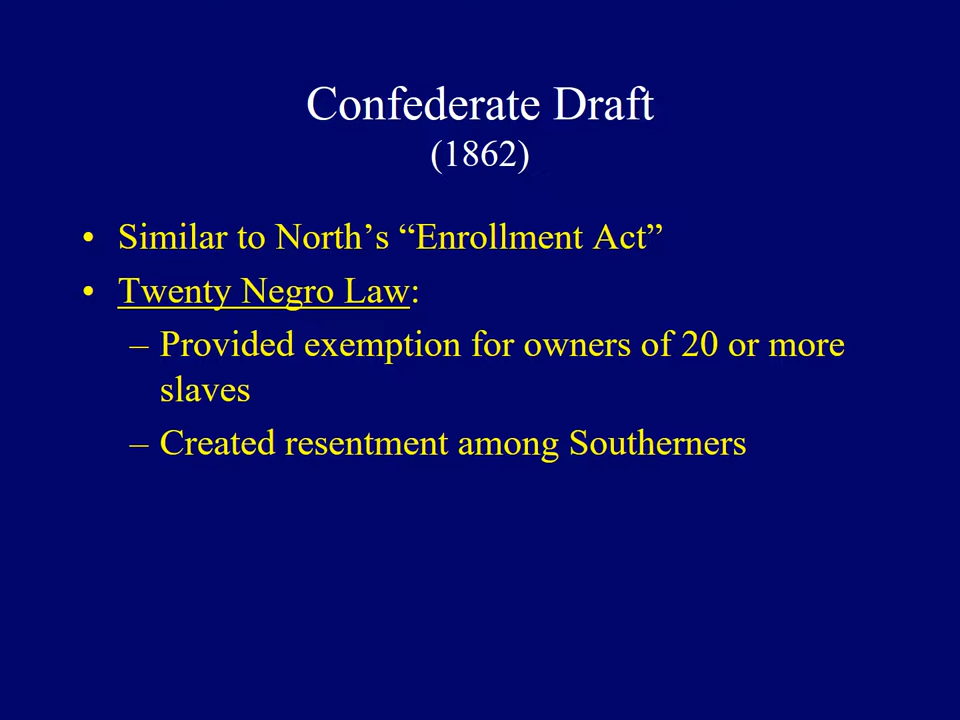 Confederate Draft
(1862)
• Similar to North’s “Enrollment Act”
• Twenty Negro Law:
– Provided exemption for owners of 20 or more
slaves
– Created resentment among Southerners